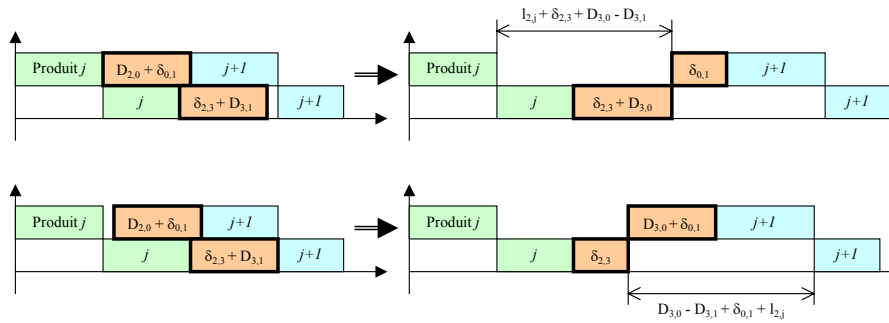 l₂,ⱼ + δ₂,₃ + D₃,₀ - D₃,₁
Produit j D₂,₀ + δ₀,₁ j+1
j δ₂,₃ + D₃,₁ j+1
δ₀,₁ j+1
j δ₂,₃ + D₃,₀ j+1
Produit j
Produit j D₂,₀ + δ₀,₁ j+1
j δ₂,₃ + D₃,₁ j+1
Produit j D₃,₀ + δ₀,₁ j+1
j δ₂,₃ j+1
D₃,₀ - D₃,₁ + δ₀,₁ + l₂,ⱼ